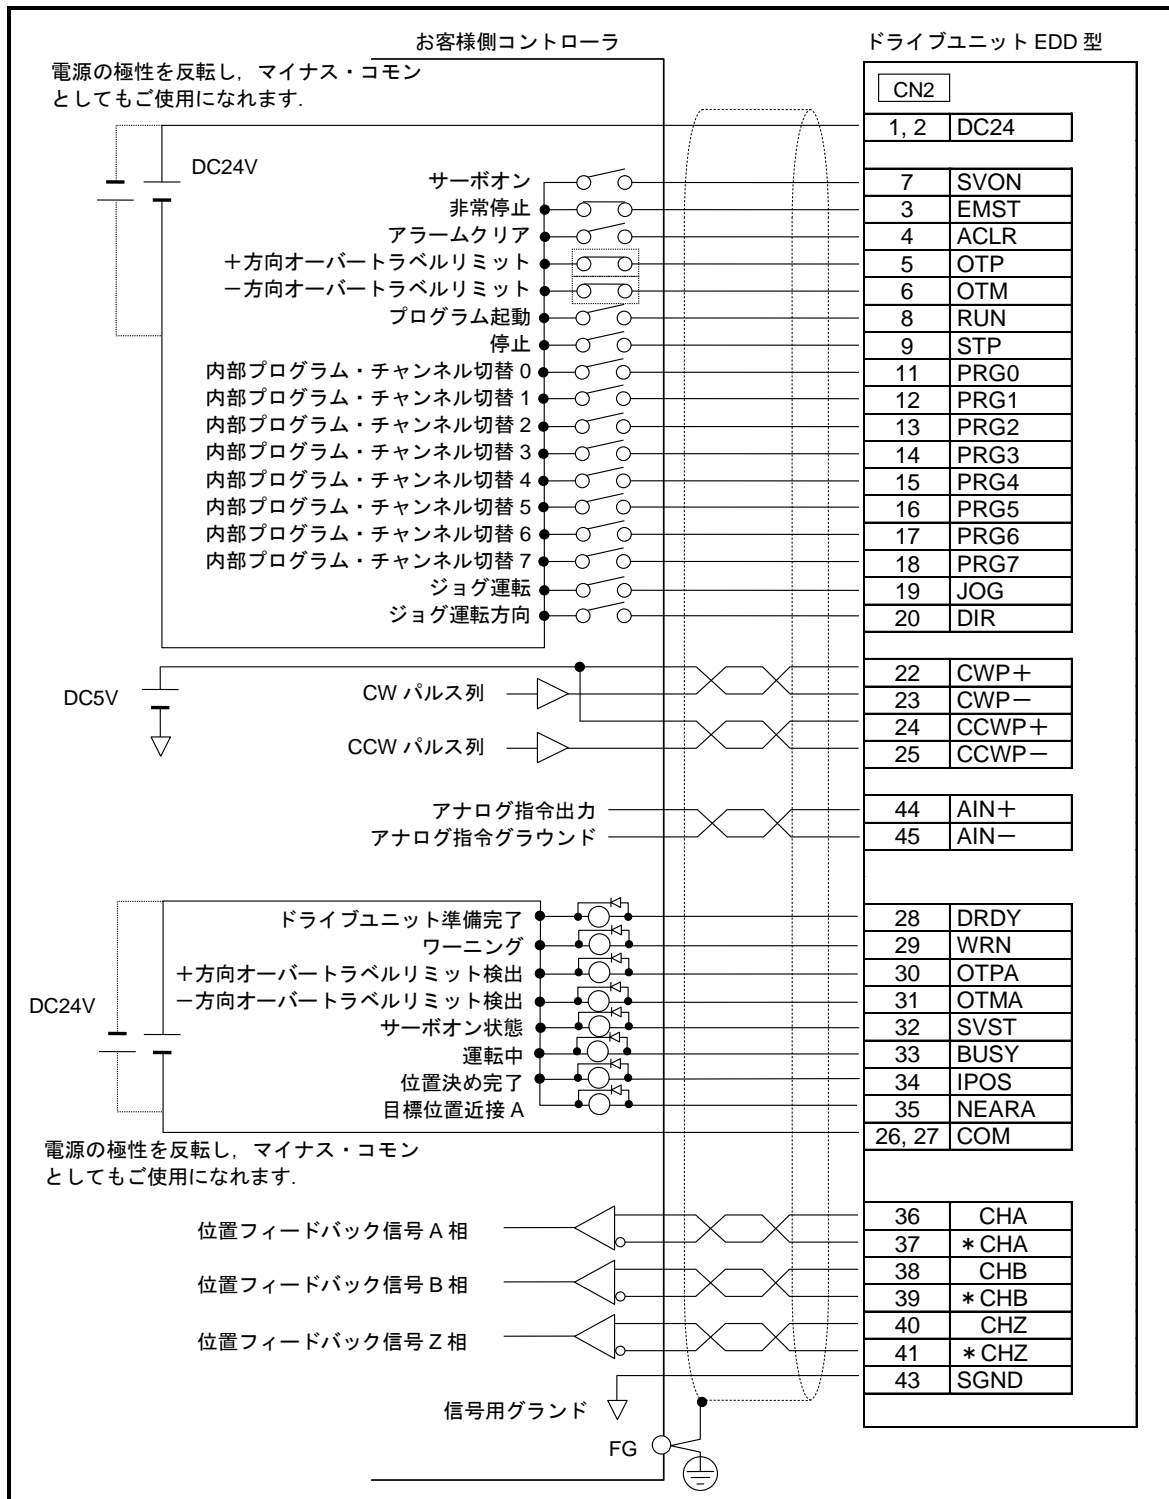 お客様側コントローラ
ドライブユニット EDD 型
電源の極性を反転し，マイナス・コモン
としてもご使用になれます.
CN2
1, 2 DC24
DC24V
サーボオン 7 SVON
非常停止 3 EMST
アラームクリア 4 ACLR
＋方向オーバートラベルリミット 5 OTP
－方向オーバートラベルリミット 6 OTM
プログラム起動 8 RUN
停止 9 STP
内部プログラム・チャンネル切替 0 11 PRG0
内部プログラム・チャンネル切替 1 12 PRG1
内部プログラム・チャンネル切替 2 13 PRG2
内部プログラム・チャンネル切替 3 14 PRG3
内部プログラム・チャンネル切替 4 15 PRG4
内部プログラム・チャンネル切替 5 16 PRG5
内部プログラム・チャンネル切替 6 17 PRG6
内部プログラム・チャンネル切替 7 18 PRG7
ジョグ運転 19 JOG
ジョグ運転方向 20 DIR
DC5V
CW パルス列
22 CWP＋
23 CWP－
CCW パルス列
24 CCWP＋
25 CCWP－
アナログ指令出力 44 AIN＋
アナログ指令グラウンド 45 AIN－
DC24V
ドライブユニット準備完了 28 DRDY
ワーニング 29 WRN
＋方向オーバートラベルリミット検出 30 OTPA
－方向オーバートラベルリミット検出 31 OTMA
サーボオン状態 32 SVST
運転中 33 BUSY
位置決め完了 34 IPOS
目標位置近接 A 35 NEARA
26, 27 COM
電源の極性を反転し，マイナス・コモン
としてもご使用になれます.
位置フィードバック信号 A 相
36 CHA
37 ＊CHA
位置フィードバック信号 B 相
38 CHB
39 ＊CHB
位置フィードバック信号 Z 相
40 CHZ
41 ＊CHZ
43 SGND
信号用グランド
FG